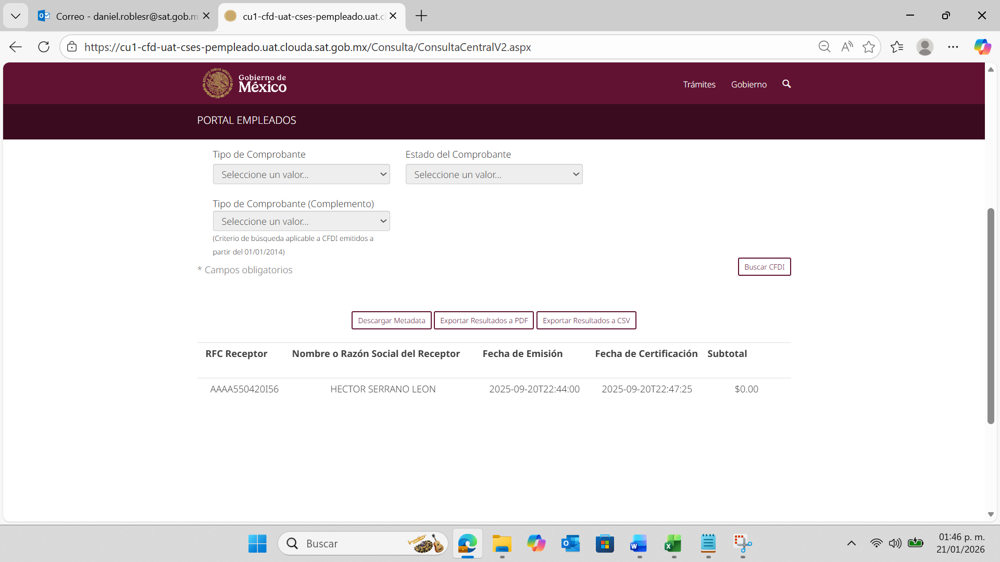 Correo - daniel.roblesr@sat.gob.m
cu1-cfd-uat-cses-pempleado.uat.cl
https://cu1-cfd-uat-cses-pempleado.uat.clouda.sat.gob.mx/Consulta/ConsultaCentralV2.aspx
Gobierno de
México
Trámites
Gobierno
PORTAL EMPLEADOS
Tipo de Comprobante
Estado del Comprobante
Seleccione un valor...
Seleccione un valor...
Tipo de Comprobante (Complemento)
Seleccione un valor...
(Criterio de búsqueda aplicable a CFDI emitidos a
partir del 01/01/2014)
* Campos obligatorios
Buscar CFDI
Descargar Metadata
Exportar Resultados a PDF
Exportar Resultados a CSV
RFC Receptor Nombre o Razón Social del Receptor Fecha de Emisión Fecha de Certificación Subtotal
AAAA550420I56 HECTOR SERRANO LEON 2025-09-20T22:44:00 2025-09-20T22:47:25 $0.00
Buscar
01:46 p. m.
21/01/2026